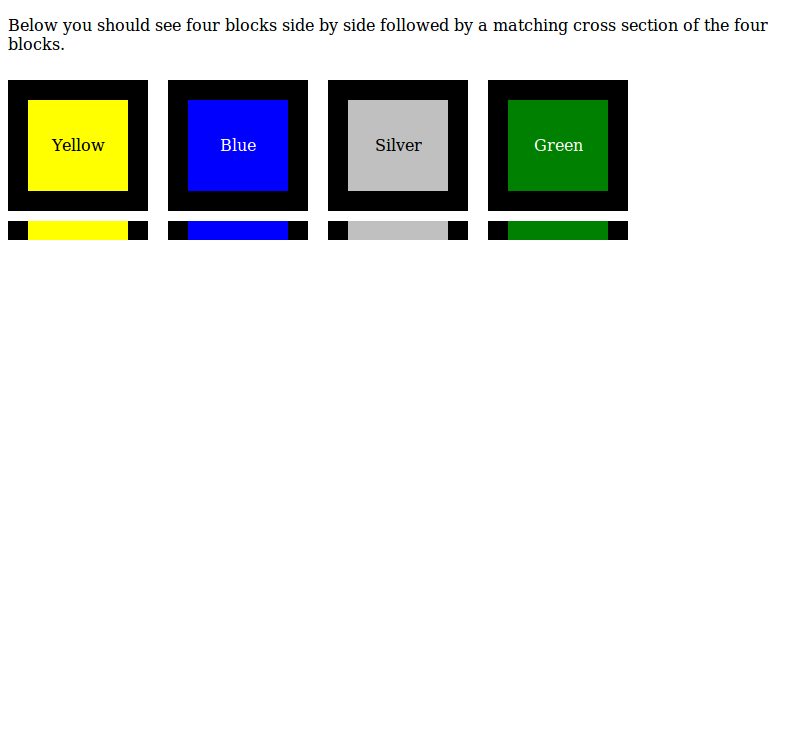 Below you should see four blocks side by side followed by a matching cross section of the four
blocks.
Yellow
Blue
Silver
Green